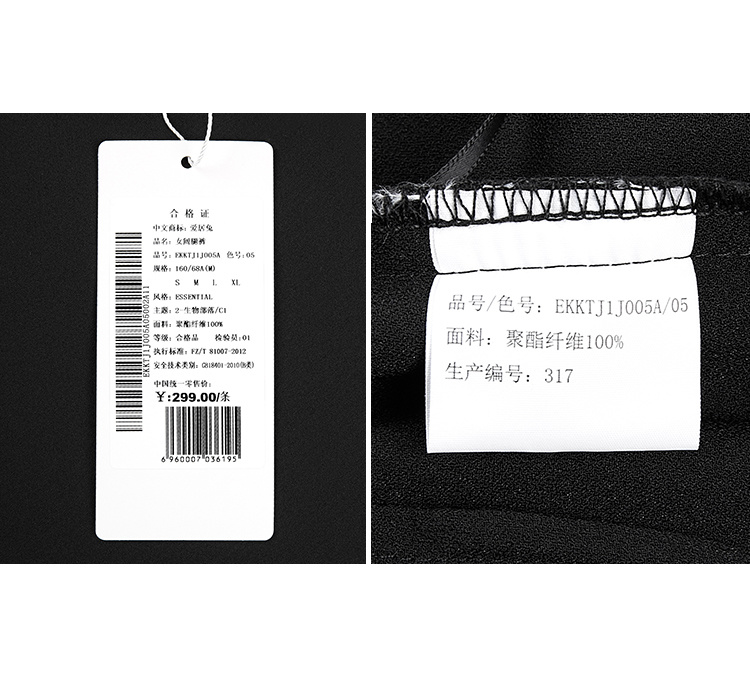 合格证
中文商标：爱居兔
品名：女阔腿裤
品号：EKKTJ1J005A 色号：05
规格：160/68A(M)
S M L XL
风格：ESSENTIAL
主题：2-生物部落/C1
面料：聚酯纤维100%
等级：合格品 检验员：01
执行标准：FZ/T 81007-2012
安全技术类别：GB18401-2010(B类)
中国统一零售价：
¥:299.00/条
6960007036195
EKKTJ1J005A05002A11
品号/色号：EKKTJ1J005A/05
面料：聚酯纤维100%
生产编号：317